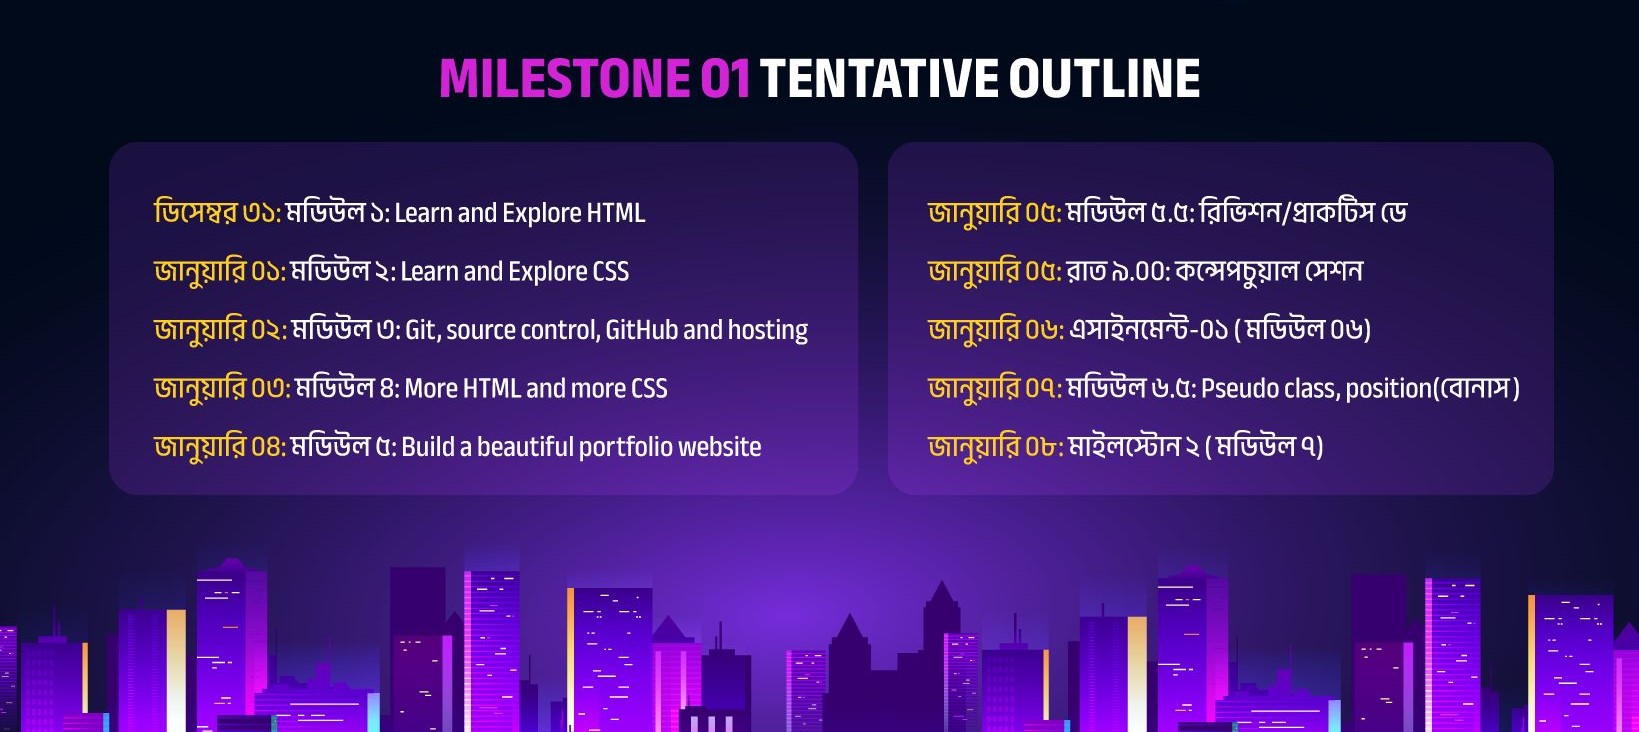 MILESTONE 01 TENTATIVE OUTLINE
ডিসেম্বর ৩১: মডিউল ১: Learn and Explore HTML
জানুয়ারি ০১: মডিউল ২: Learn and Explore CSS
জানুয়ারি ০২: মডিউল ৩: Git, source control, GitHub and hosting
জানুয়ারি ০৩: মডিউল ৪: More HTML and more CSS
জানুয়ারি ০৪: মডিউল ৫: Build a beautiful portfolio website
জানুয়ারি ০৫: মডিউল ৫.৫: রিভিশন/প্রাকটিস ডে
জানুয়ারি ০৫: রাত ৯.০০: কন্সেপচুয়াল সেশন
জানুয়ারি ০৬: এসাইনমেন্ট-০১ ( মডিউল ০৬)
জানুয়ারি ০৭: মডিউল ৬.৫: Pseudo class, position((বোনাস )
জানুয়ারি ০৮: মাইলস্টোন ২ ( মডিউল ৭)